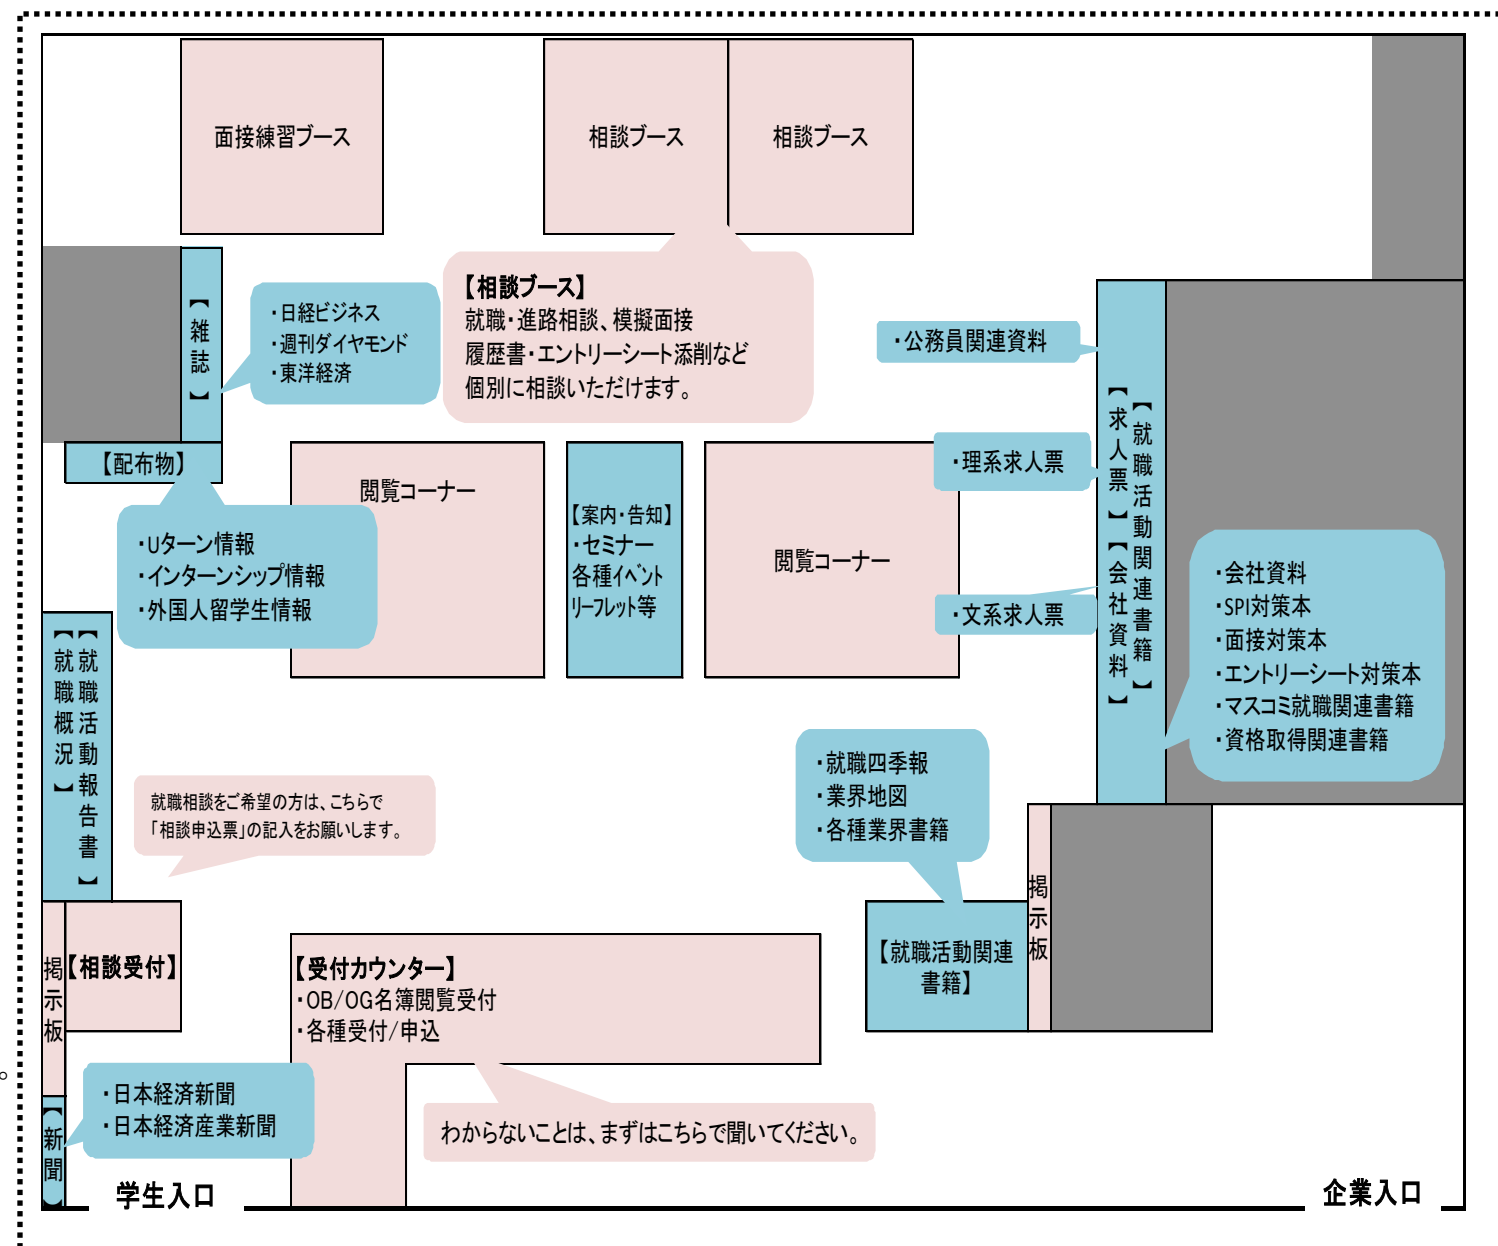 面接練習ブース
相談ブース
相談ブース
【相談ブース】
就職・進路相談、模擬面接
履歴書・エントリーシート添削など
個別に相談いただけます。
【雑誌】
・日経ビジネス
・週刊ダイヤモンド
・東洋経済
・公務員関連資料
【配布物】
・Uターン情報
・インターンシップ情報
・外国人留学生情報
閲覧コーナー
【案内・告知】
・セミナー
各種イベント
リーフレット等
閲覧コーナー
・理系求人票
・文系求人票
【就職活動関連書籍】
【求人票】【会社資料】
・会社資料
・SPI対策本
・面接対策本
・エントリーシート対策本
・マスコミ就職関連書籍
・資格取得関連書籍
【就職活動報告書】
【就職概況】
就職相談をご希望の方は、こちらで
「相談申込票」の記入をお願いします。
・就職四季報
・業界地図
・各種業界書籍
掲示板
【相談受付】
【受付カウンター】
・OB/OG名簿閲覧受付
・各種受付/申込
【就職活動関連
書籍】
掲示板
。
【新聞】
・日本経済新聞
・日本経済産業新聞
わからないことは、まずはこちらで聞いてください。
学生入口
企業入口